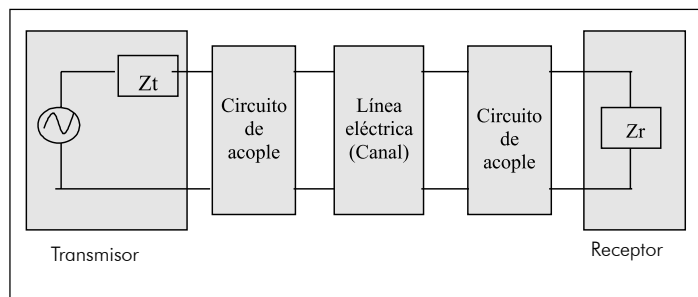 Zt
Circuito
de
acople
Línea
eléctrica
(Canal)
Circuito
de
acople
Zr
Transmisor
Receptor